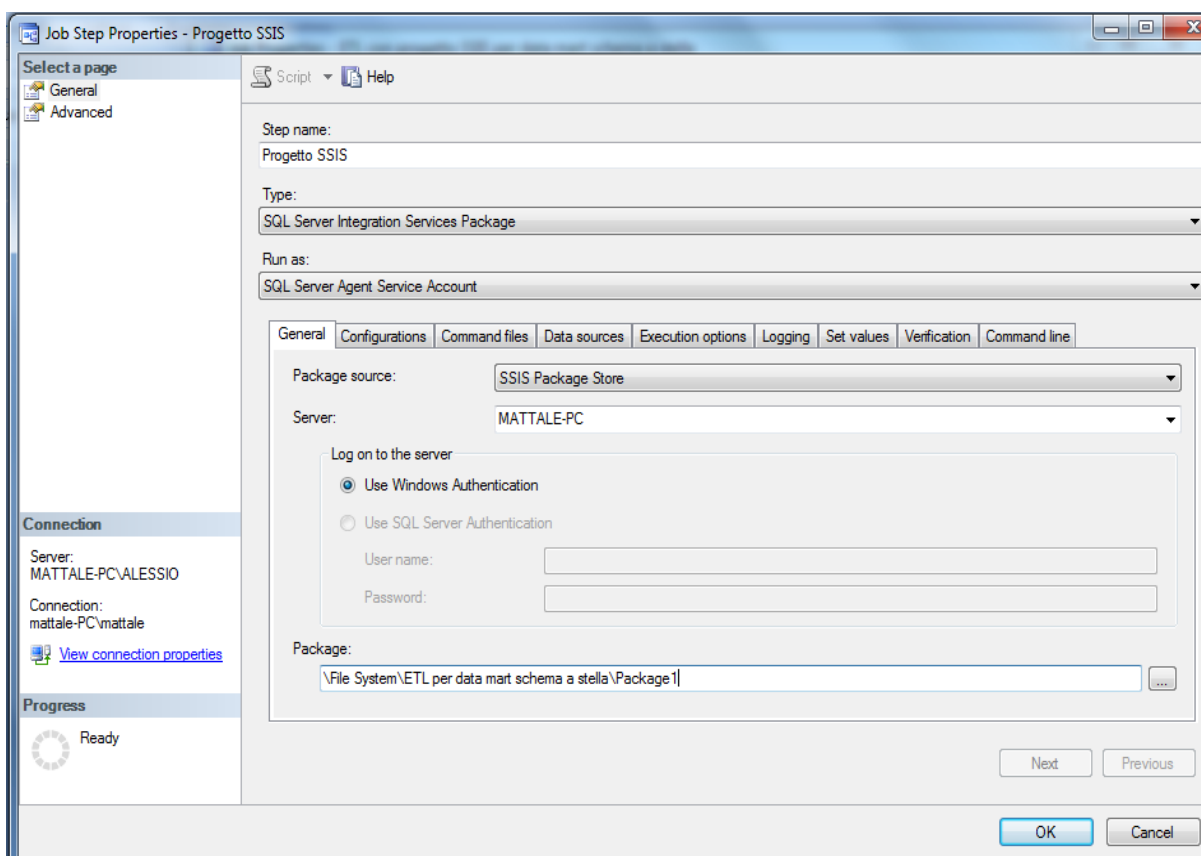 Job Step Properties - Progetto SSIS
Select a page
General
Advanced
Script
Help
Step name:
Progetto SSIS
Type:
SQL Server Integration Services Package
Run as:
SQL Server Agent Service Account
General
Configurations
Command files
Data sources
Execution options
Logging
Set values
Verification
Command line
Package source:
SSIS Package Store
Server:
MATTALE-PC
Log on to the server
Use Windows Authentication
Use SQL Server Authentication
User name:
Password:
Package:
\File System\ETL per data mart schema a stella\Package1
...
Connection
Server:
MATTALE-PC\ALESSIO
Connection:
mattale-PC\mattale
View connection properties
Progress
Ready
Next
Previous
OK
Cancel